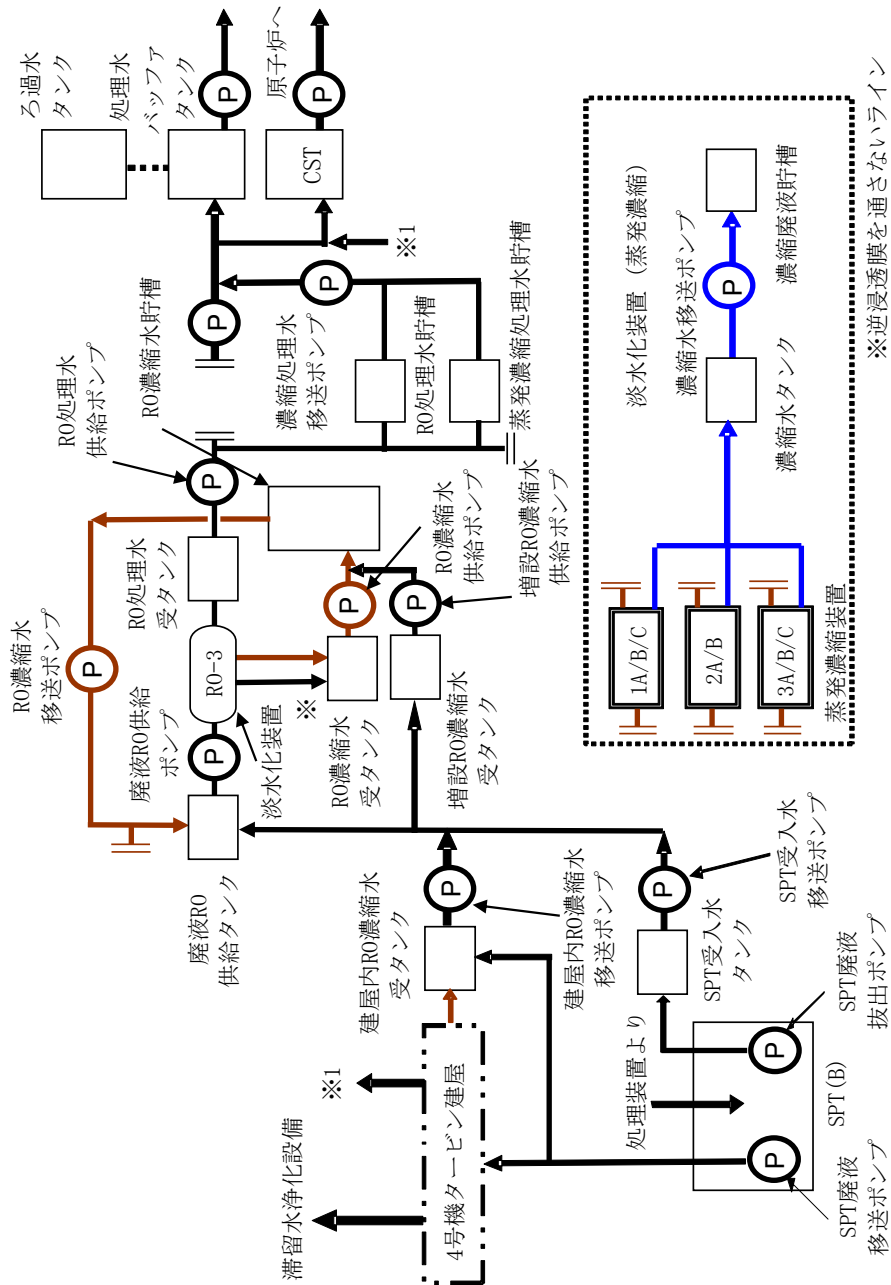 滞留水浄化設備
※1
4号機タービン建屋
SPT廃液
移送ポンプ
P
処理装置より
SPT(B)
P
SPT廃液
抜出ポンプ
建屋内RO濃縮水
受タンク
P
建屋内RO濃縮水
移送ポンプ
SPT受入水
タンク
P
SPT受入水
移送ポンプ
廃液RO
供給タンク
RO濃縮水
移送ポンプ
P
廃液RO供給
ポンプ
P
淡水化装置
RO-3
※
RO濃縮水
受タンク
P
RO濃縮水
供給ポンプ
増設RO濃縮水
受タンク
P
増設RO濃縮水
供給ポンプ
RO処理水
受タンク
P
RO処理水
供給ポンプ
RO濃縮水貯槽
P
濃縮処理水
移送ポンプ
P
RO処理水貯槽
蒸発濃縮処理水貯槽
※1
ろ過水
タンク
処理水
バッファ
タンク
P
CST
P
原子炉へ
1A/B/C
2A/B
3A/B/C
蒸発濃縮装置
淡水化装置 (蒸発濃縮)
濃縮水移送ポンプ
P
濃縮水タンク
濃縮廃液貯槽
※逆浸透膜を通さないライン